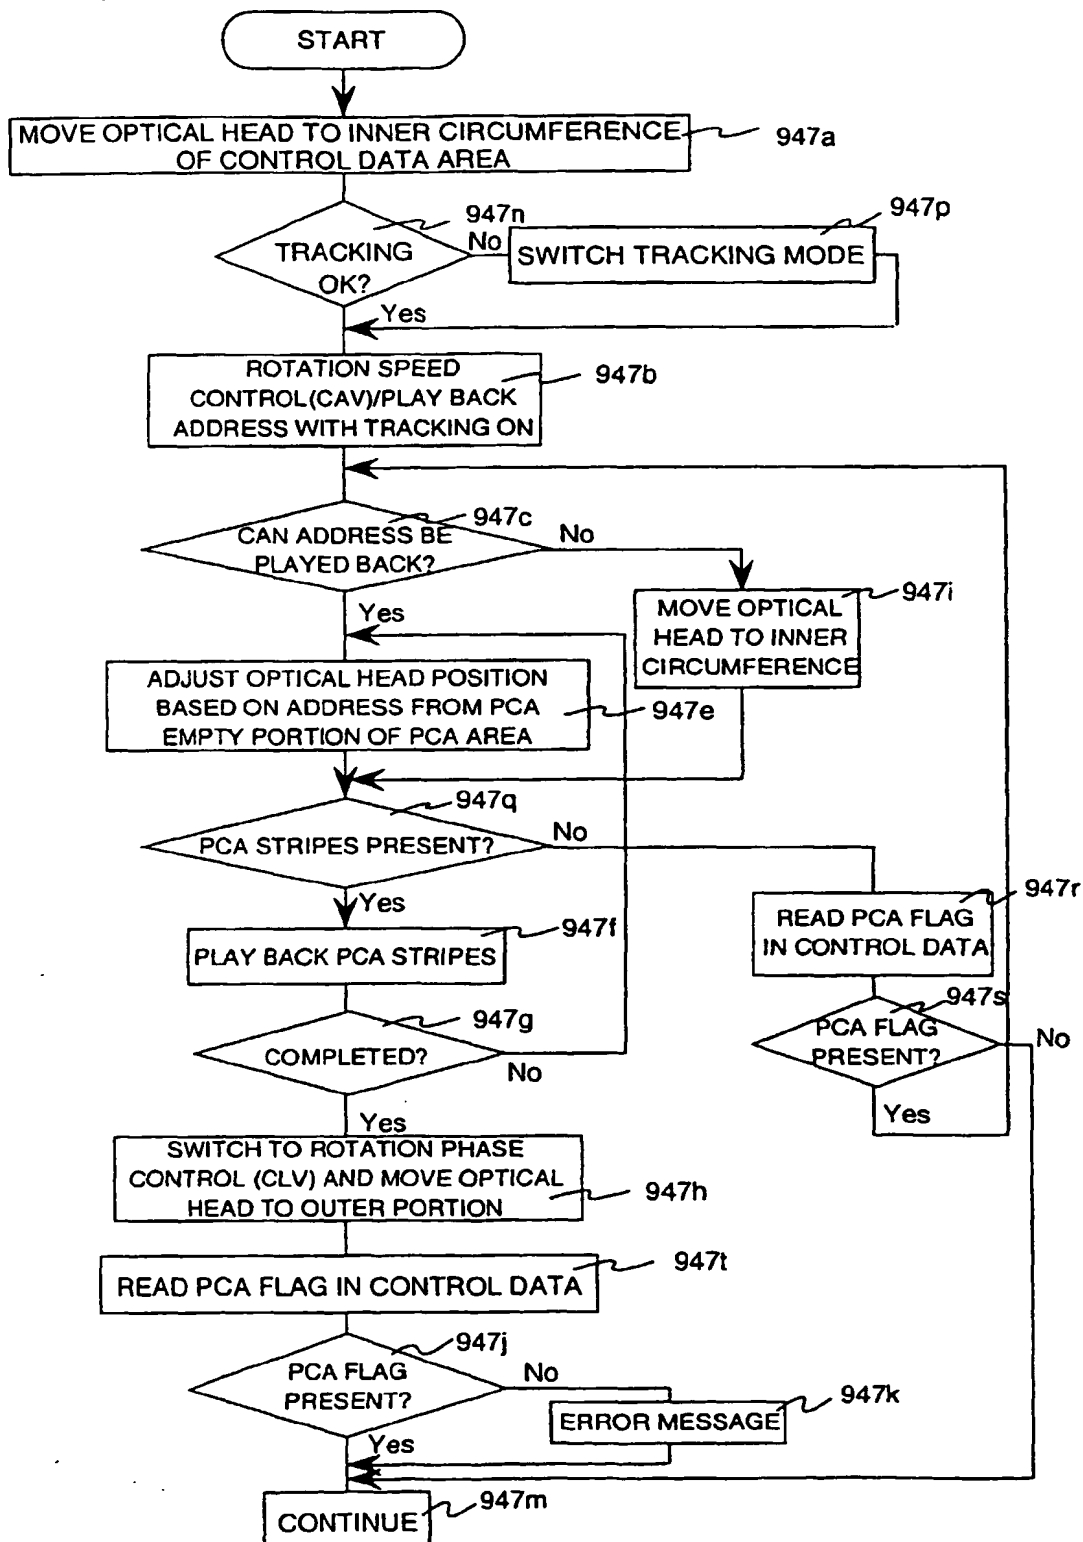 START
MOVE OPTICAL HEAD TO INNER CIRCUMFERENCE
OF CONTROL DATA AREA
947a
947n
TRACKING
OK?
No
947p
SWITCH TRACKING MODE
Yes
ROTATION SPEED
CONTROL(CAV)/PLAY BACK
ADDRESS WITH TRACKING ON
947b
947c
CAN ADDRESS BE
PLAYED BACK?
No
947i
MOVE OPTICAL
HEAD TO INNER
CIRCUMFERENCE
Yes
ADJUST OPTICAL HEAD POSITION
BASED ON ADDRESS FROM PCA
EMPTY PORTION OF PCA AREA
947e
947q
PCA STRIPES PRESENT?
No
Yes
947r
READ PCA FLAG
IN CONTROL DATA
947f
PLAY BACK PCA STRIPES
947s
PCA FLAG
PRESENT?
No
Yes
947g
COMPLETED?
No
Yes
SWITCH TO ROTATION PHASE
CONTROL (CLV) AND MOVE OPTICAL
HEAD TO OUTER PORTION
947h
947t
READ PCA FLAG IN CONTROL DATA
947j
PCA FLAG
PRESENT?
No
947k
ERROR MESSAGE
Yes
947m
CONTINUE